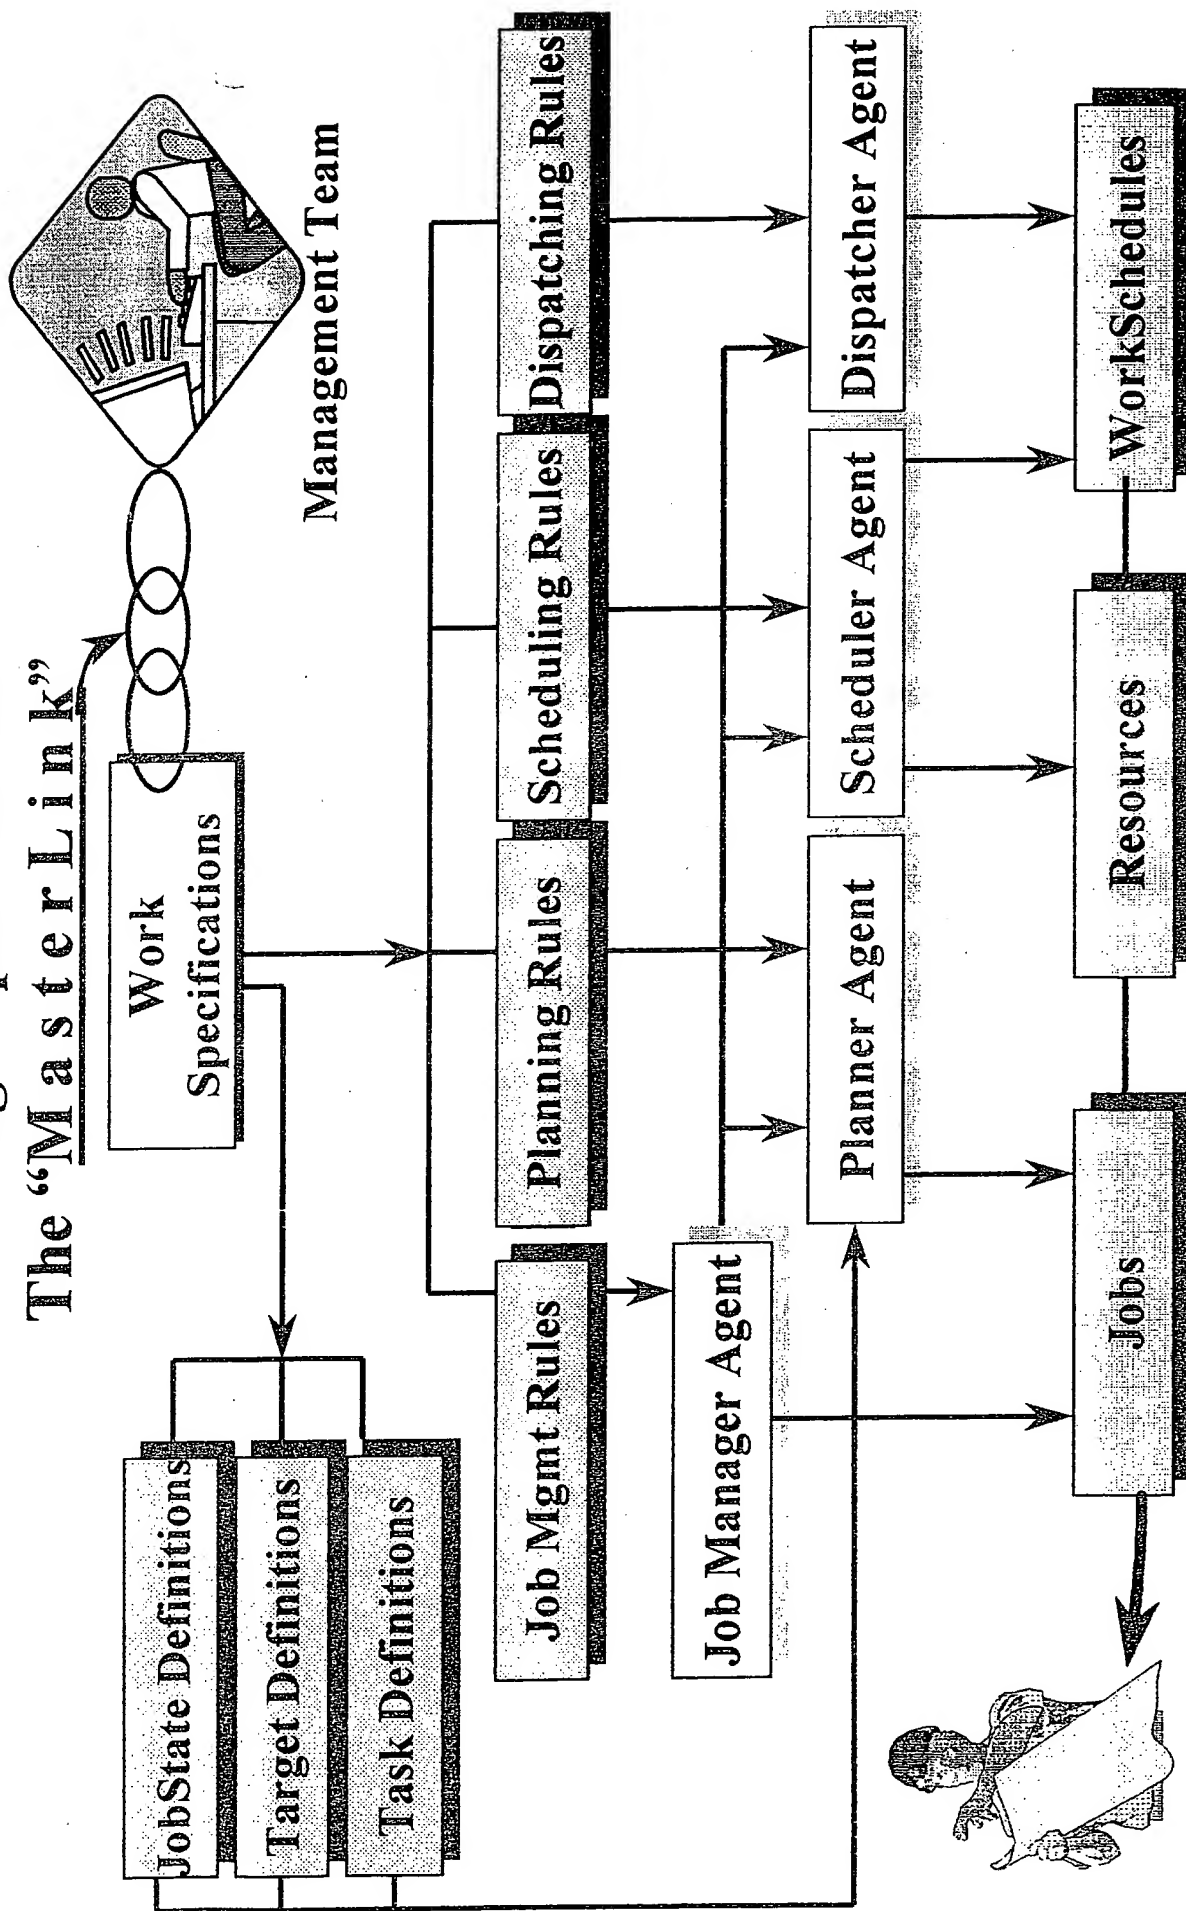 The “MasterLink”
Management Team
Work
Specifications
JobState Definitions
Target Definitions
Task Definitions
Job Mgmt Rules
Planning Rules
Scheduling Rules
Dispatching Rules
Job Manager Agent
Planner Agent
Scheduler Agent
Dispatcher Agent
Jobs
Resources
WorkSchedules